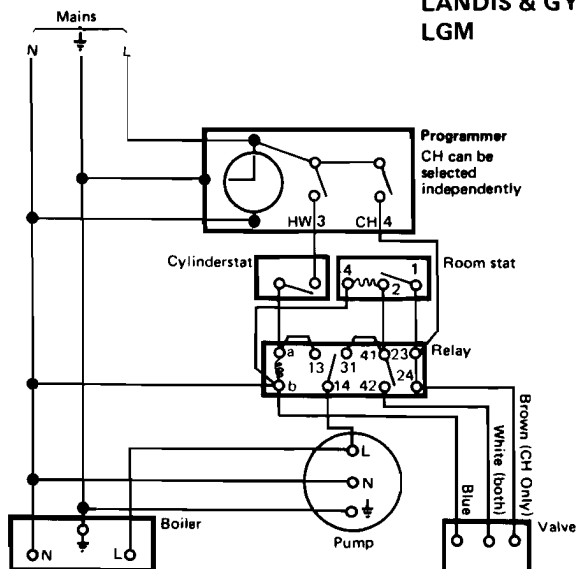 LANDIS & GY
LGM
Mains
N
L
Programmer
CH can be
selected
independently
HW 3
CH 4
Cylinderstat
4
2
1
Room stat
a
13
31
41
23
Relay
b
14
42
24
L
N
Pump
Blue
White (both)
Brown (CH Only)
Valve
Boiler
N
L